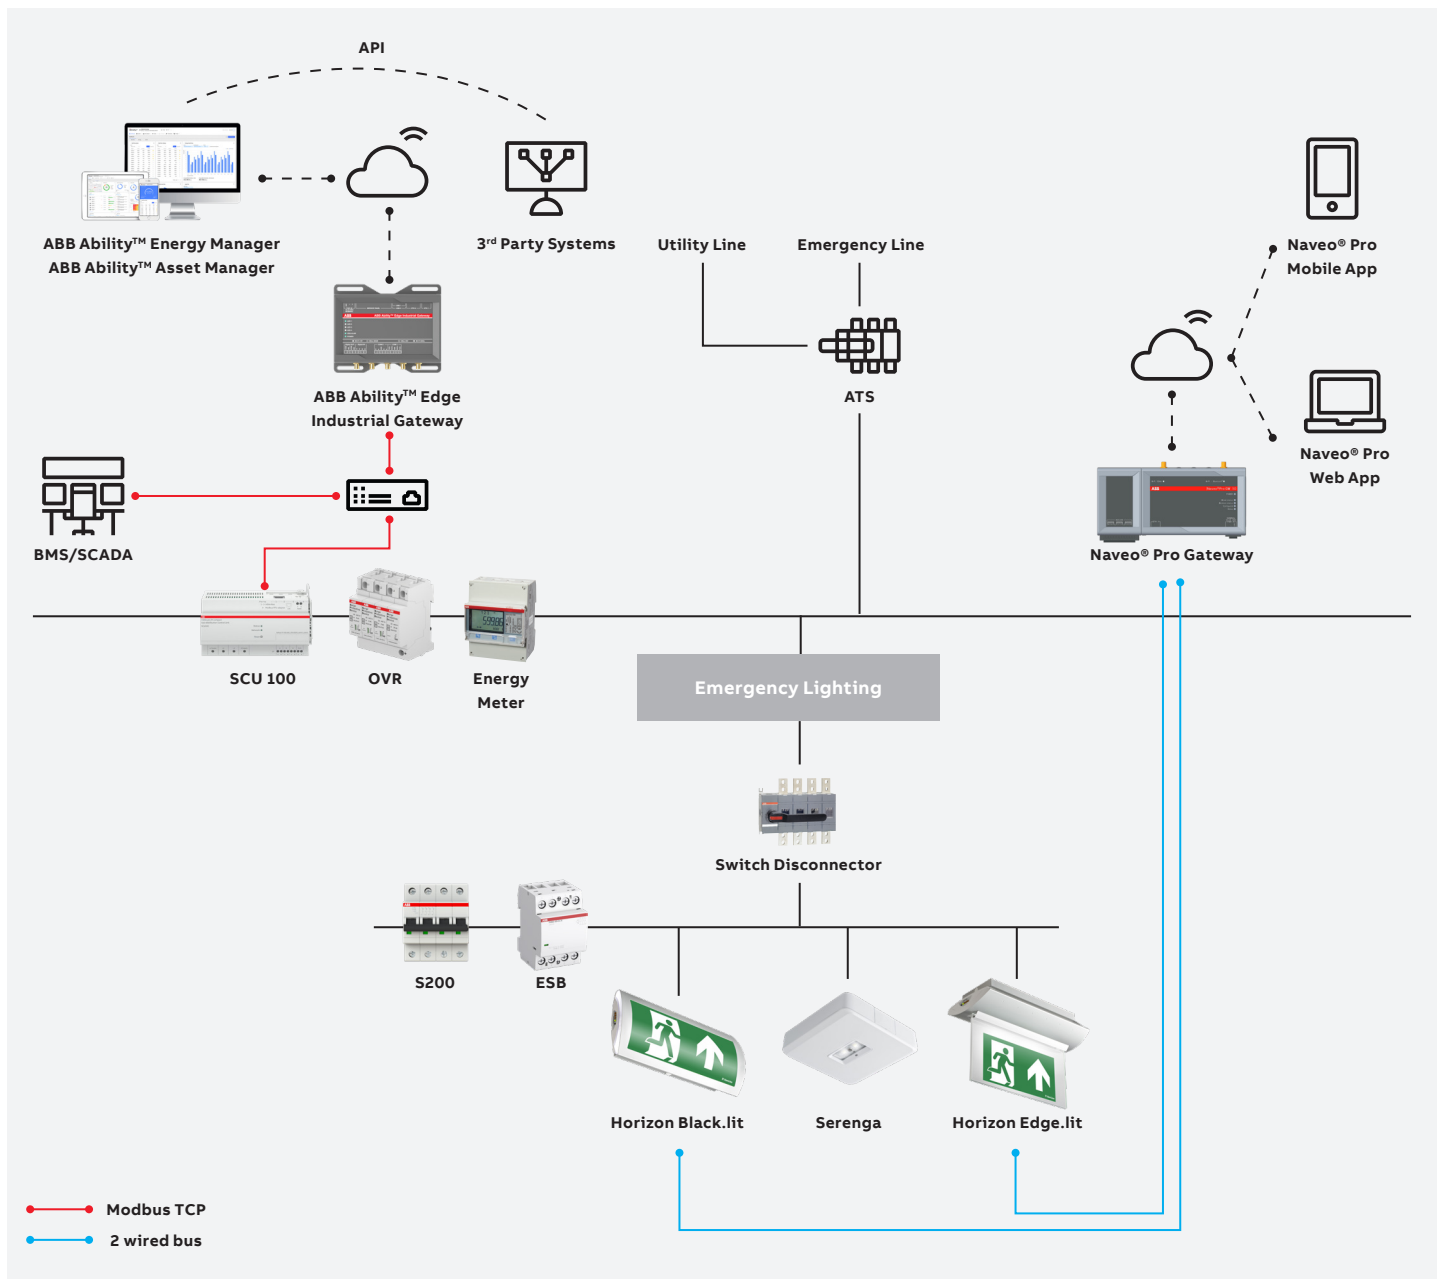 API
ABB Ability™ Energy Manager
ABB Ability™ Asset Manager
3rd Party Systems
Utility Line
Emergency Line
Naveo® Pro
Mobile App
ABB Ability™ Edge
Industrial Gateway
ATS
Naveo® Pro
Web App
BMS/SCADA
Naveo® Pro Gateway
SCU 100
OVR
Energy
Meter
Emergency Lighting
Switch Disconnector
S200
ESB
Horizon Black.lit
Serenga
Horizon Edge.lit
Modbus TCP
2 wired bus